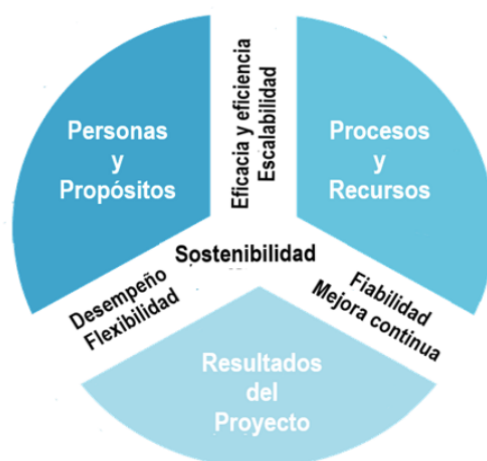 Personas
y
Propósitos
Eficacia y eficiencia
Escalabilidad
Procesos
y
Recursos
Sostenibilidad
Desempeño
Flexibilidad
Fiabilidad
Mejora continua
Resultados
del
Proyecto